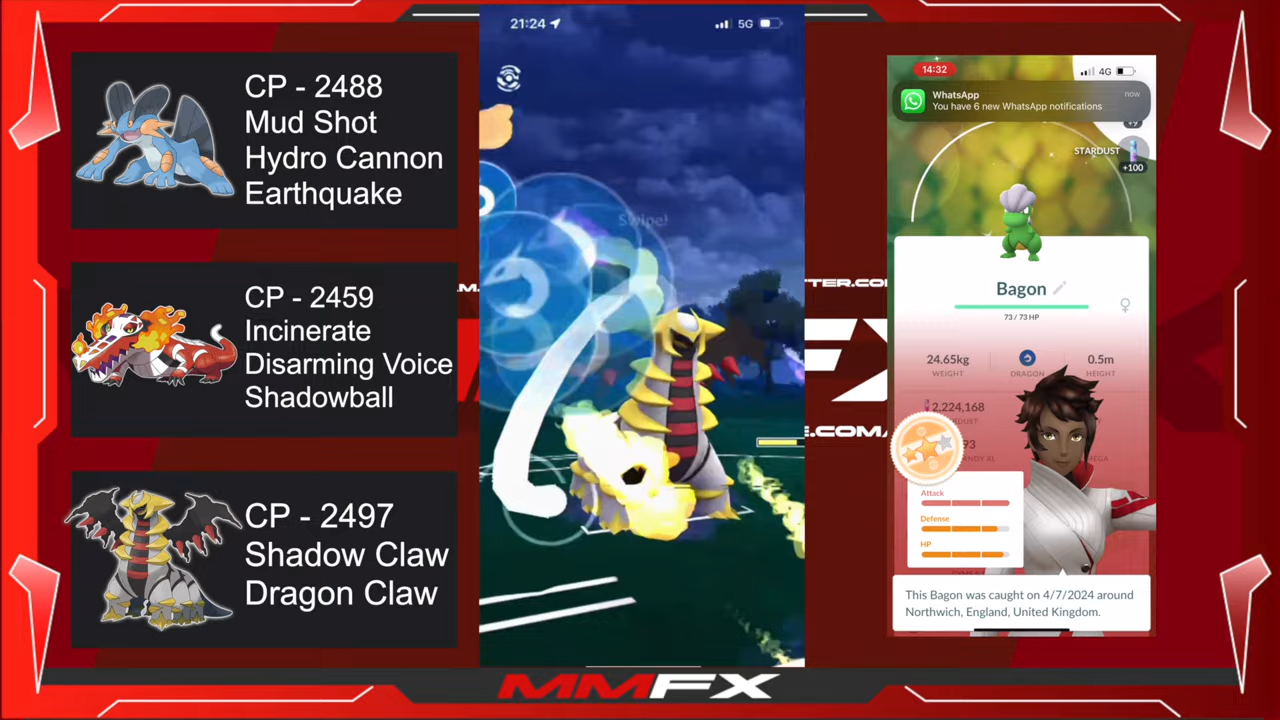 CP - 2488
Mud Shot
Hydro Cannon
Earthquake
CP - 2459
Incinerate
Disarming Voice
Shadowball
CP - 2497
Shadow Claw
Dragon Claw
21:24
5G
Swipe!
14:32
4G
WhatsApp
now
You have 6 new WhatsApp notifications
STARDUST
+100
Bagon
73 / 73 HP
24.65kg
0.5m
WEIGHT
DRAGON
HEIGHT
2,224,168
Attack
Defense
HP
This Bagon was caught on 4/7/2024 around
Northwich, England, United Kingdom.
MMFX